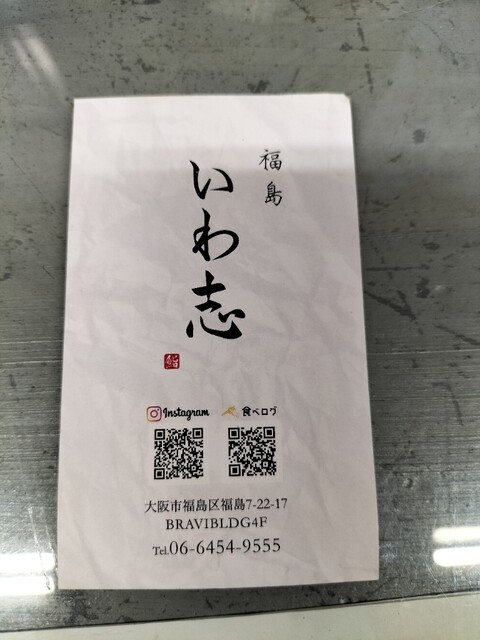 福島
いわ志
鮨
Instagram
食べログ
大阪市福島区福島7-22-17
BRAVIBLDG4F
Tel.06-6454-9555